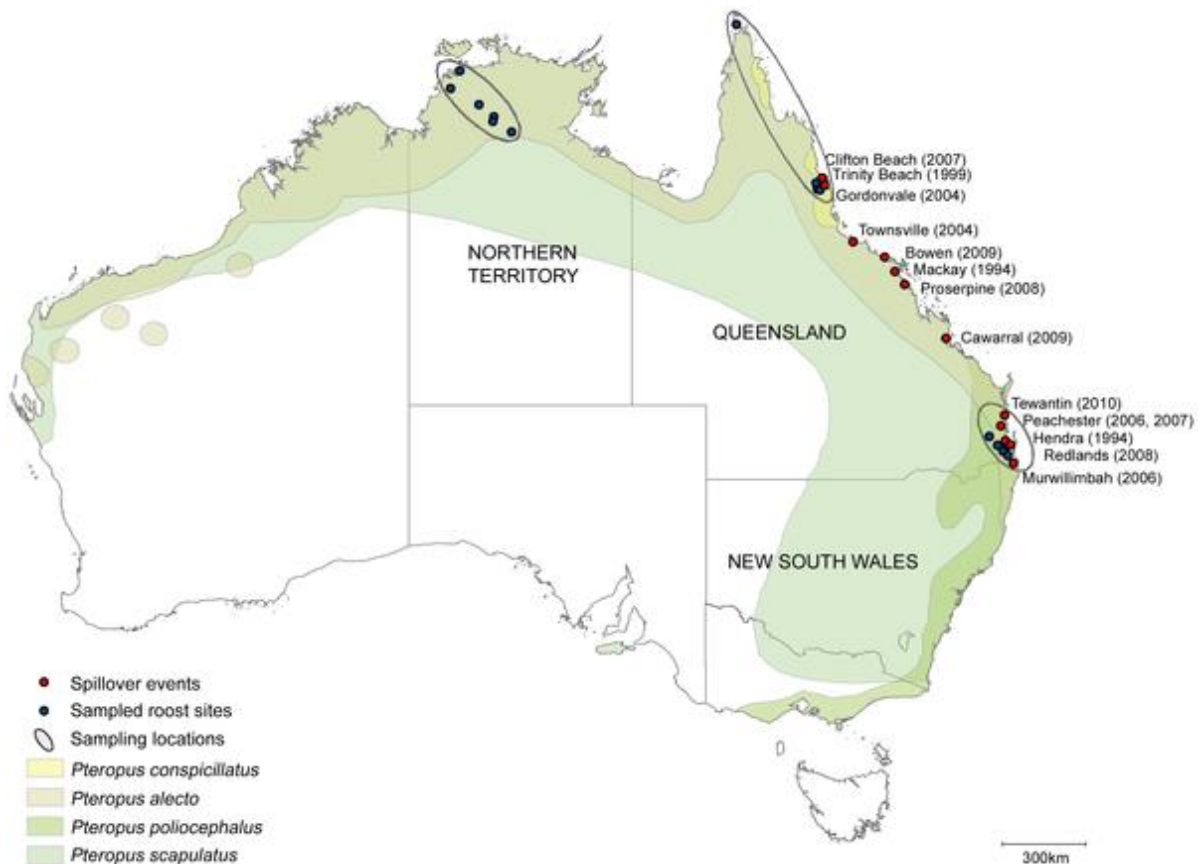 Clifton Beach (2007)
Trinity Beach (1999)
Gordonvale (2004)
Townsville (2004)
NORTHERN
TERRITORY
Bowen (2009)
Mackay (1994)
Proserpine (2008)
QUEENSLAND
Cawarral (2009)
Tewantin (2010)
Peachester (2006, 2007)
Hendra (1994)
Redlands (2008)
Murwillimbah (2006)
NEW SOUTH WALES
Spillover events
Sampled roost sites
Sampling locations
Pteropus conspicillatus
Pteropus alecto
Pteropus poliocephalus
Pteropus scapulatus
300km